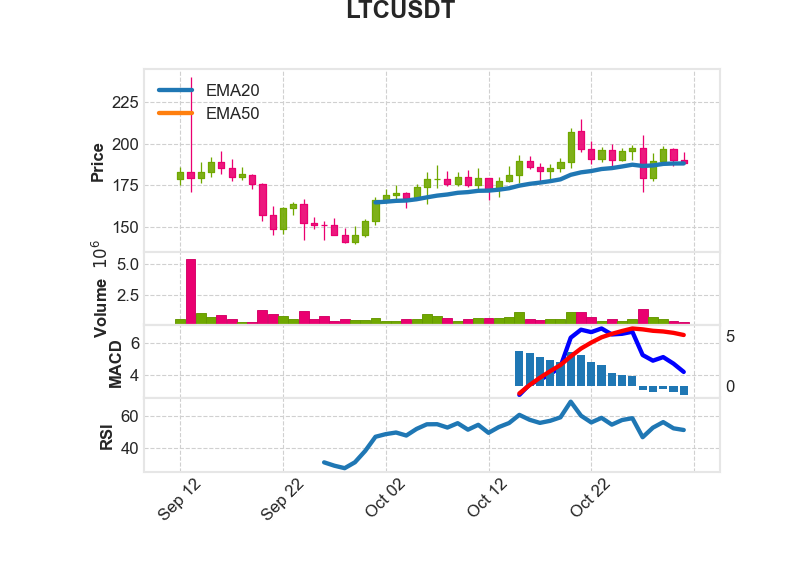 LTCUSDT
EMA20
EMA50
Price
225
200
175
150
Volume 10^6
5.0
2.5
MACD
6
4
5
0
RSI
60
40
Sep 12
Sep 22
Oct 02
Oct 12
Oct 22